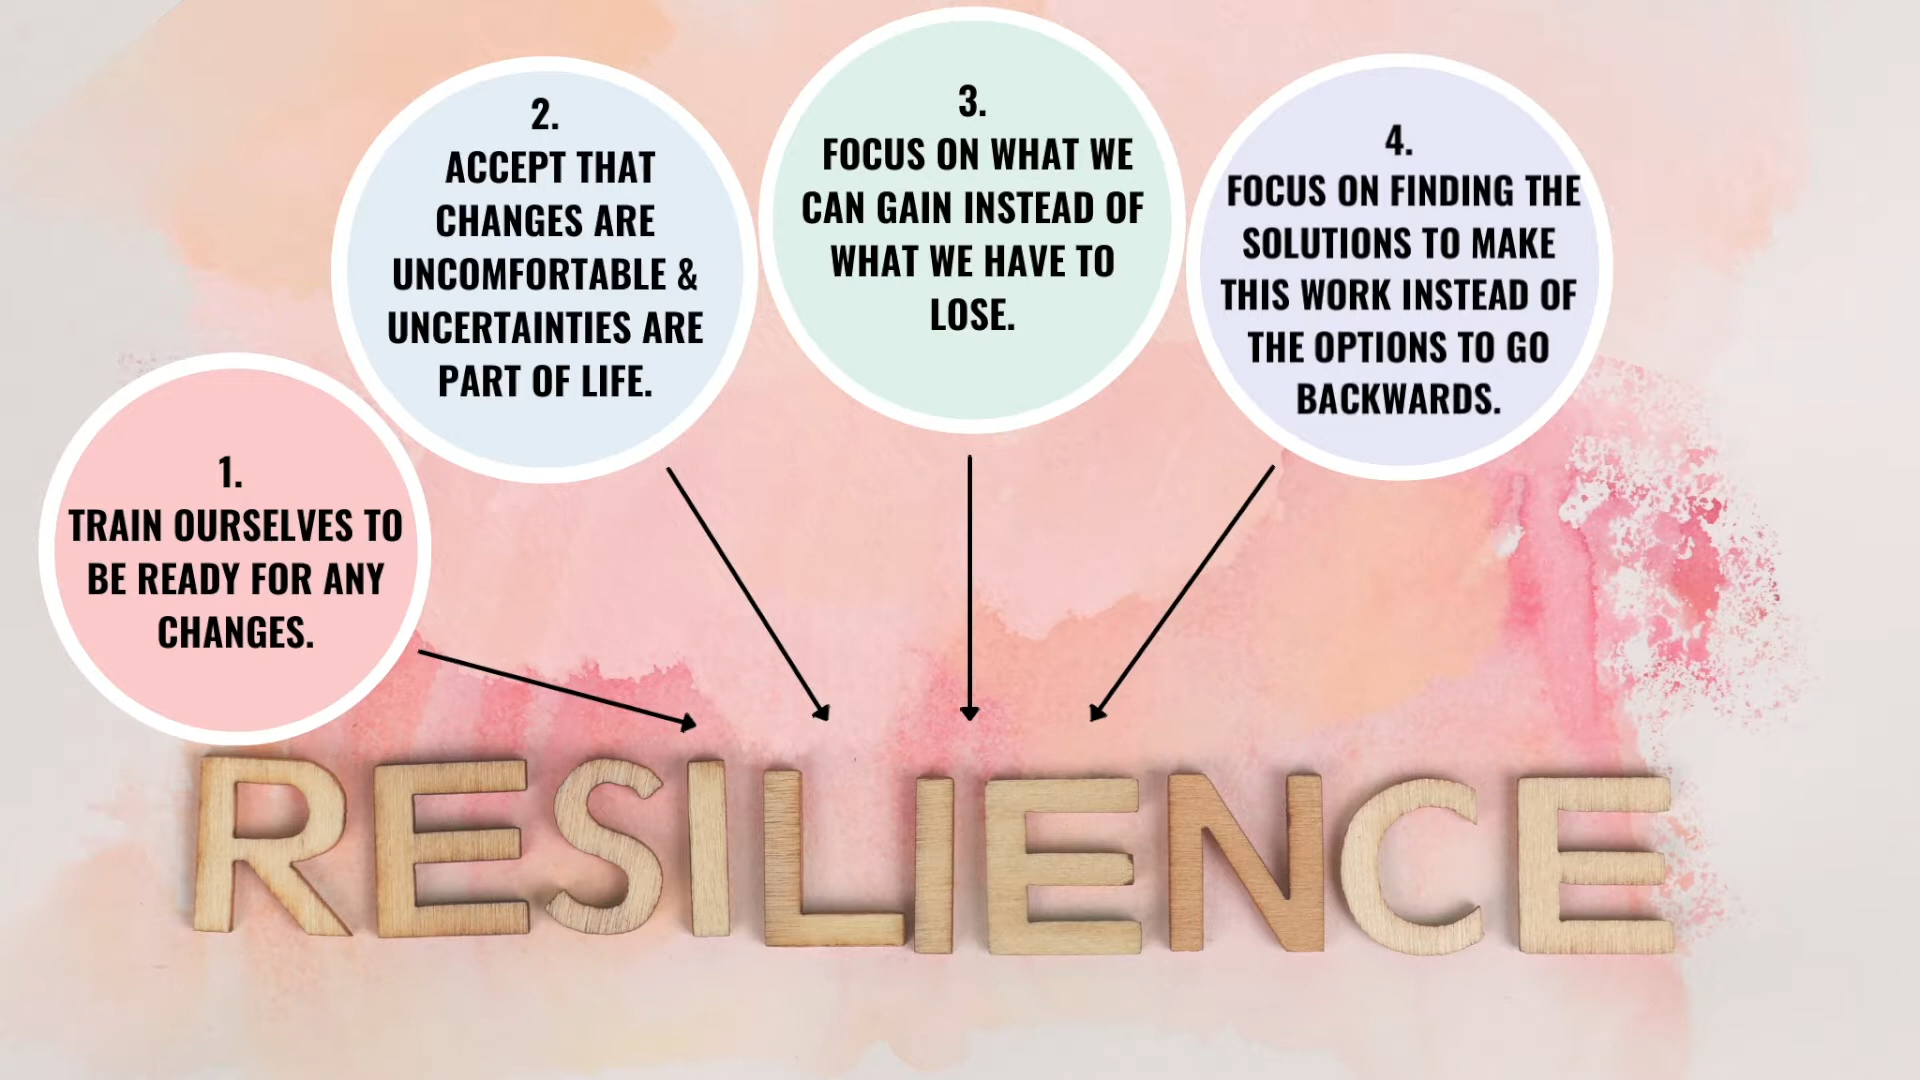 1.
TRAIN OURSELVES TO
BE READY FOR ANY
CHANGES.
2.
ACCEPT THAT
CHANGES ARE
UNCOMFORTABLE &
UNCERTAINTIES ARE
PART OF LIFE.
3.
FOCUS ON WHAT WE
CAN GAIN INSTEAD OF
WHAT WE HAVE TO
LOSE.
4.
FOCUS ON FINDING THE
SOLUTIONS TO MAKE
THIS WORK INSTEAD OF
THE OPTIONS TO GO
BACKWARDS.
RESILIENCE